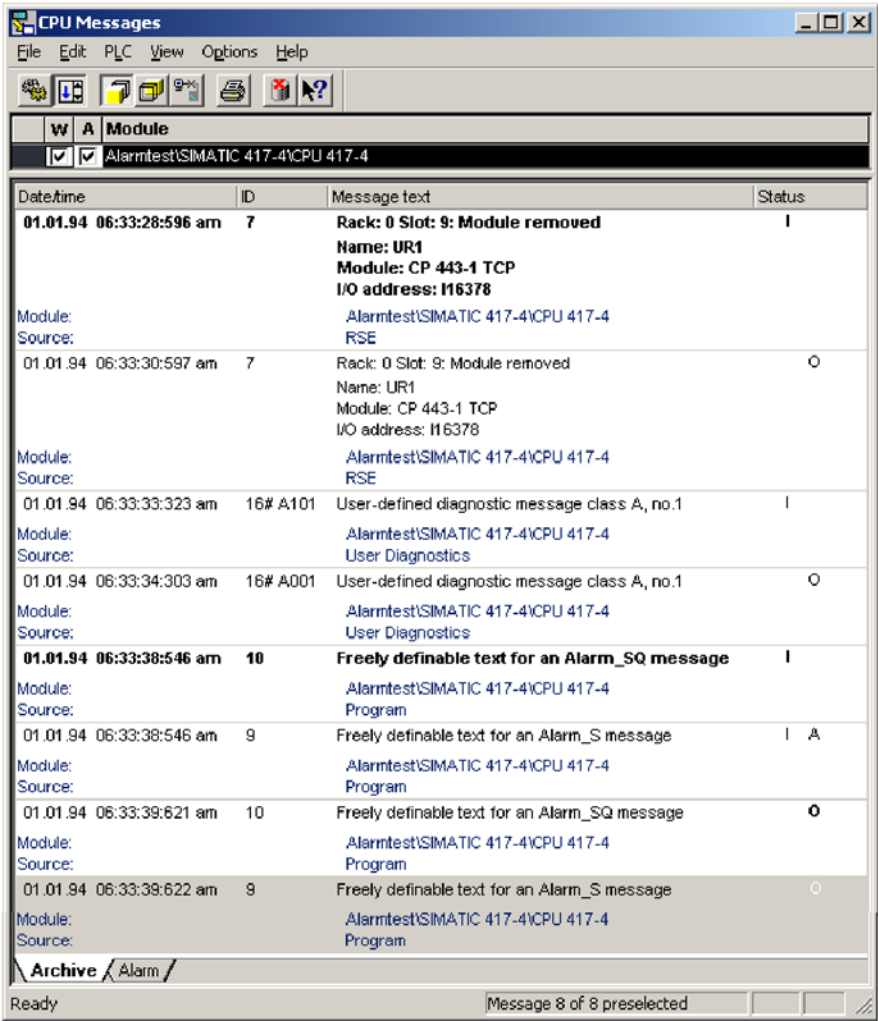 CPU Messages
File Edit PLC View Options Help
W A Module
Alarmtest\SIMATIC 417-4\CPU 417-4
Date/time ID Message text Status
01.01.94 06:33:28:596 am 7 Rack: 0 Slot: 9: Module removed I
Name: UR1
Module: CP 443-1 TCP
I/O address: I16378
Module: Alarmtest\SIMATIC 417-4\CPU 417-4
Source: RSE
01.01.94 06:33:30:597 am 7 Rack: 0 Slot: 9: Module removed O
Name: UR1
Module: CP 443-1 TCP
I/O address: I16378
Module: Alarmtest\SIMATIC 417-4\CPU 417-4
Source: RSE
01.01.94 06:33:33:323 am 16# A101 User-defined diagnostic message class A, no.1 I
Module: Alarmtest\SIMATIC 417-4\CPU 417-4
Source: User Diagnostics
01.01.94 06:33:34:303 am 16# A001 User-defined diagnostic message class A, no.1 O
Module: Alarmtest\SIMATIC 417-4\CPU 417-4
Source: User Diagnostics
01.01.94 06:33:38:546 am 10 Freely definable text for an Alarm_SQ message I
Module: Alarmtest\SIMATIC 417-4\CPU 417-4
Source: Program
01.01.94 06:33:38:546 am 9 Freely definable text for an Alarm_S message I A
Module: Alarmtest\SIMATIC 417-4\CPU 417-4
Source: Program
01.01.94 06:33:39:621 am 10 Freely definable text for an Alarm_SQ message O
Module: Alarmtest\SIMATIC 417-4\CPU 417-4
Source: Program
01.01.94 06:33:39:622 am 9 Freely definable text for an Alarm_S message O
Module: Alarmtest\SIMATIC 417-4\CPU 417-4
Source: Program
Archive Alarm
Ready Message 8 of 8 preselected